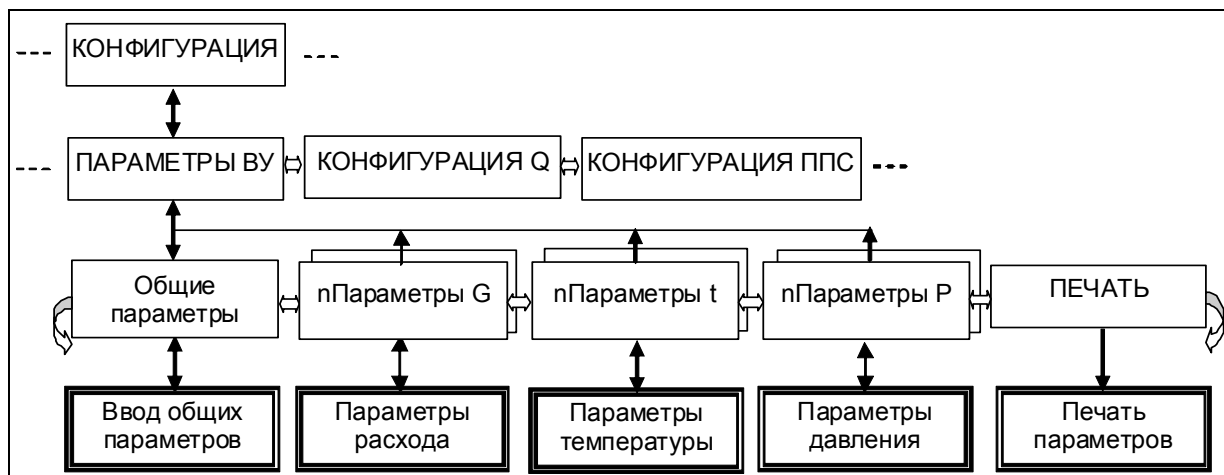 КОНФИГУРАЦИЯ
ПАРАМЕТРЫ ВУ
КОНФИГУРАЦИЯ Q
КОНФИГУРАЦИЯ ППС
Общие
параметры
nПараметры G
nПараметры t
nПараметры P
ПЕЧАТЬ
Ввод общих
параметров
Параметры
расхода
Параметры
температуры
Параметры
давления
Печать
параметров